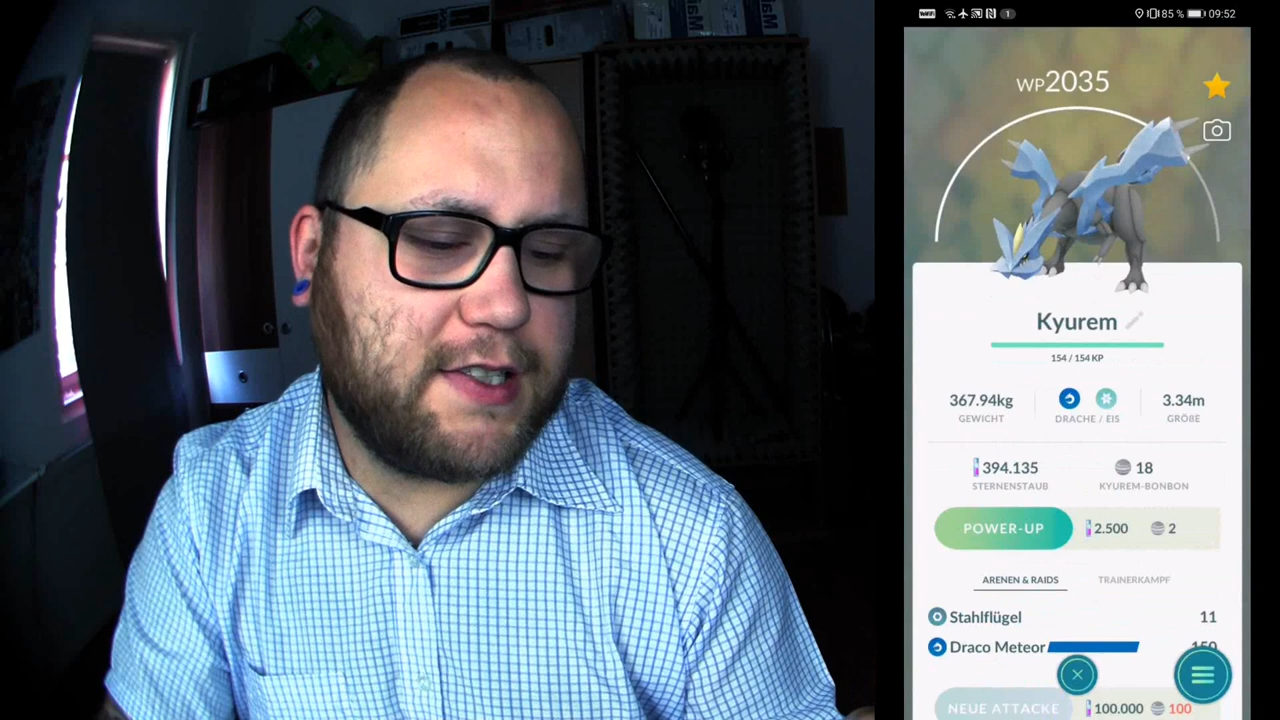 1 85 % 09:52
WP2035
Kyurem
154 / 154 KP
367.94kg
GEWICHT
DRACHE / EIS
3.34m
GRÖßE
394.135
STERNENSTAUB
18
KYUREM-BONBON
POWER-UP 2.500 2
ARENEN & RAIDS TRAINERKAMPF
Stahlflügel 11
Draco Meteor
NEUE ATTACKE 100.000 100